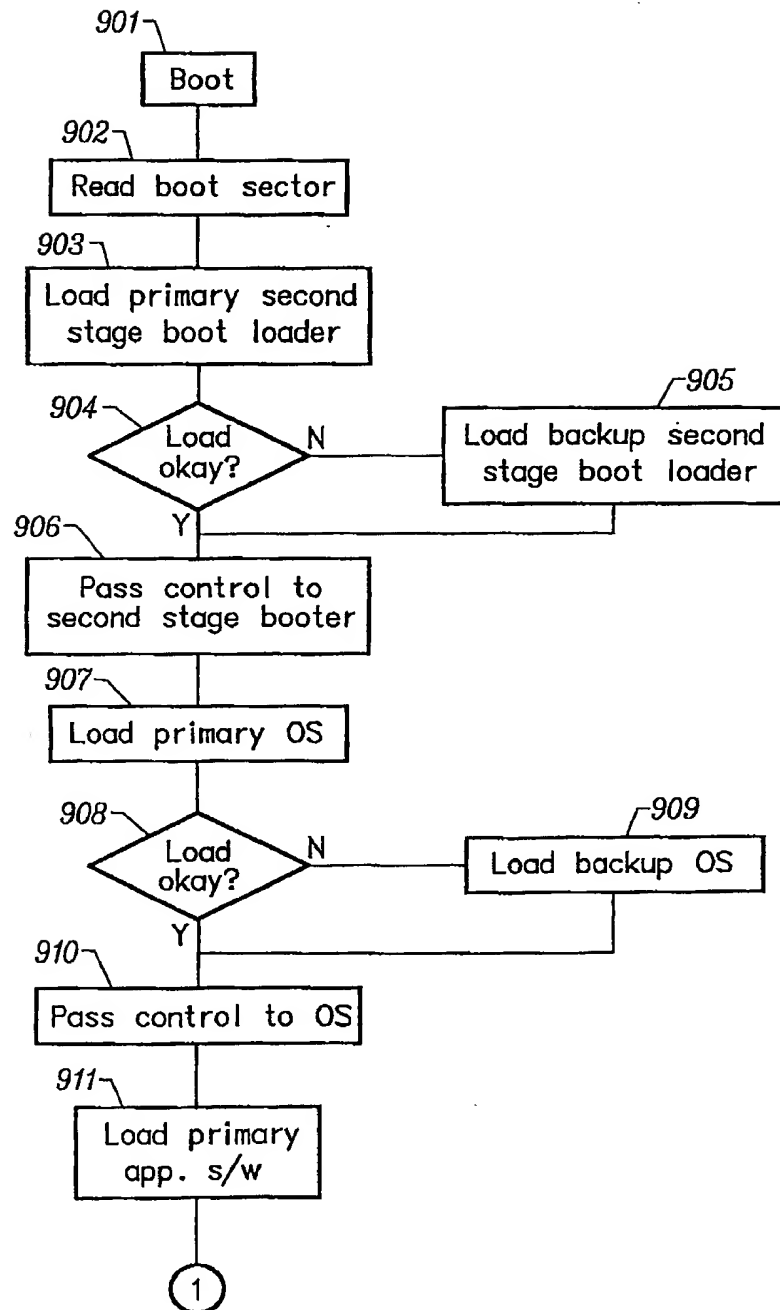 901
Boot
902
Read boot sector
903
Load primary second
stage boot loader
904
Load
okay?
N
Y
905
Load backup second
stage boot loader
906
Pass control to
second stage booter
907
Load primary OS
908
Load
okay?
N
Y
909
Load backup OS
910
Pass control to OS
911
Load primary
app. s/w
1